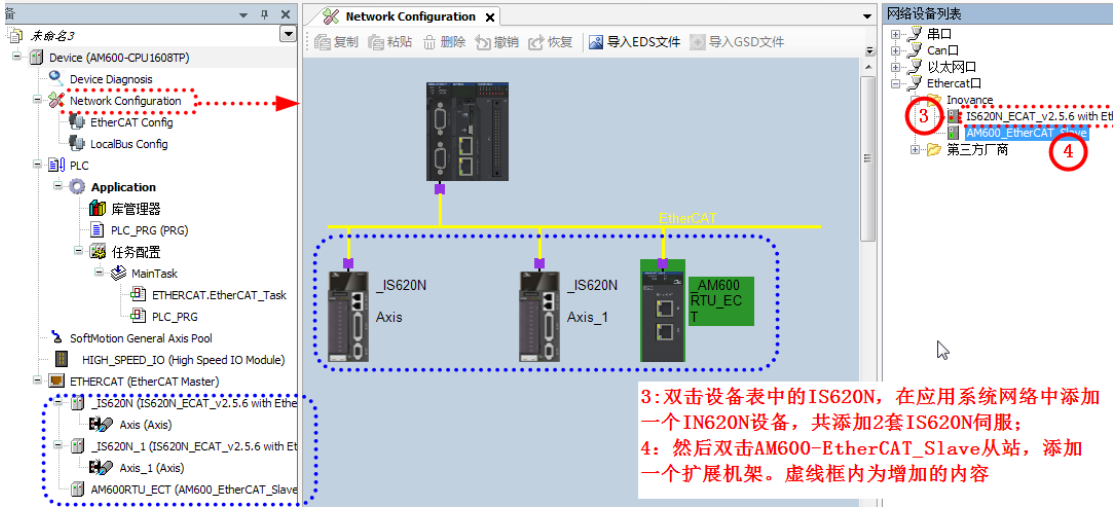 备
未命名3
Device (AM600-CPU1608TP)
Device Diagnosis
Network Configuration
EtherCAT Config
LocalBus Config
PLC
Application
库管理器
PLC_PRG (PRG)
任务配置
MainTask
ETHERCAT.EtherCAT_Task
PLC_PRG
SoftMotion General Axis Pool
HIGH_SPEED_IO (High Speed IO Module)
ETHERCAT (EtherCAT Master)
_IS620N (IS620N_ECAT_v2.5.6 with Ethe
Axis (Axis)
_IS620N_1 (IS620N_ECAT_v2.5.6 with Et
Axis_1 (Axis)
AM600RTU_ECT (AM600_EtherCAT_Slave
Network Configuration
复制 粘贴 删除 撤销 恢复 导入EDS文件 导入GSD文件
EtherCAT
_IS620N
Axis
_IS620N
Axis_1
_AM600
RTU_EC
T
网络设备列表
串口
Can口
以太网口
Ethercat口
Inovance
3
IS620N_ECAT_v2.5.6 with Eth
AM600_EtherCAT_Slave
第三方厂商
4
3:双击设备表中的IS620N，在应用系统网络中添加
一个IN620N设备，共添加2套IS620N伺服；
4：然后双击AM600-EtherCAT_Slave从站，添加
一个扩展机架。虚线框内为增加的内容